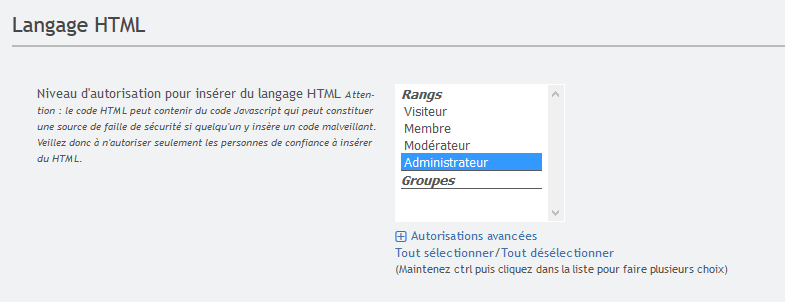 Langage HTML
Niveau d'autorisation pour insérer du langage HTML Atten-
tion : le code HTML peut contenir du code Javascript qui peut constituer
une source de faille de sécurité si quelqu'un y insère un code malveillant.
Veillez donc à n'autoriser seulement les personnes de confiance à insérer
du HTML.
Rangs
Visiteur
Membre
Modérateur
Administrateur
Groupes
Autorisations avancées
Tout sélectionner/Tout désélectionner
(Maintenez ctrl puis cliquez dans la liste pour faire plusieurs choix)